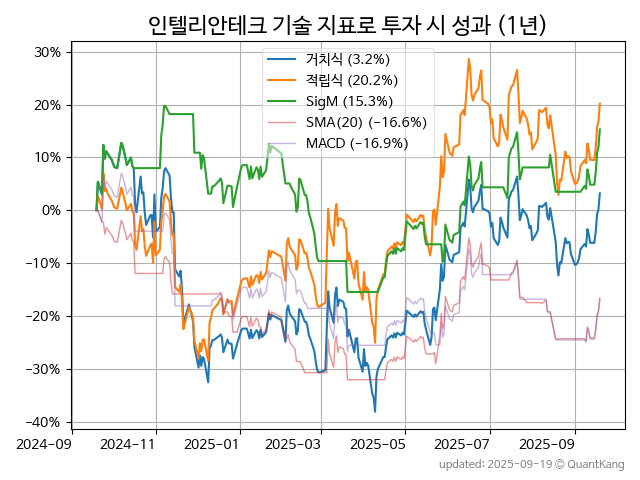 인텔리안테크 기술 지표로 투자 시 성과 (1년)
거치식 (3.2%)
적립식 (20.2%)
SigM (15.3%)
SMA(20) (−16.6%)
MACD (−16.9%)
30%
20%
10%
0%
−10%
−20%
−30%
−40%
2024-09 2024-11 2025-01 2025-03 2025-05 2025-07 2025-09
updated: 2025-09-19 ⓒ QuantKang